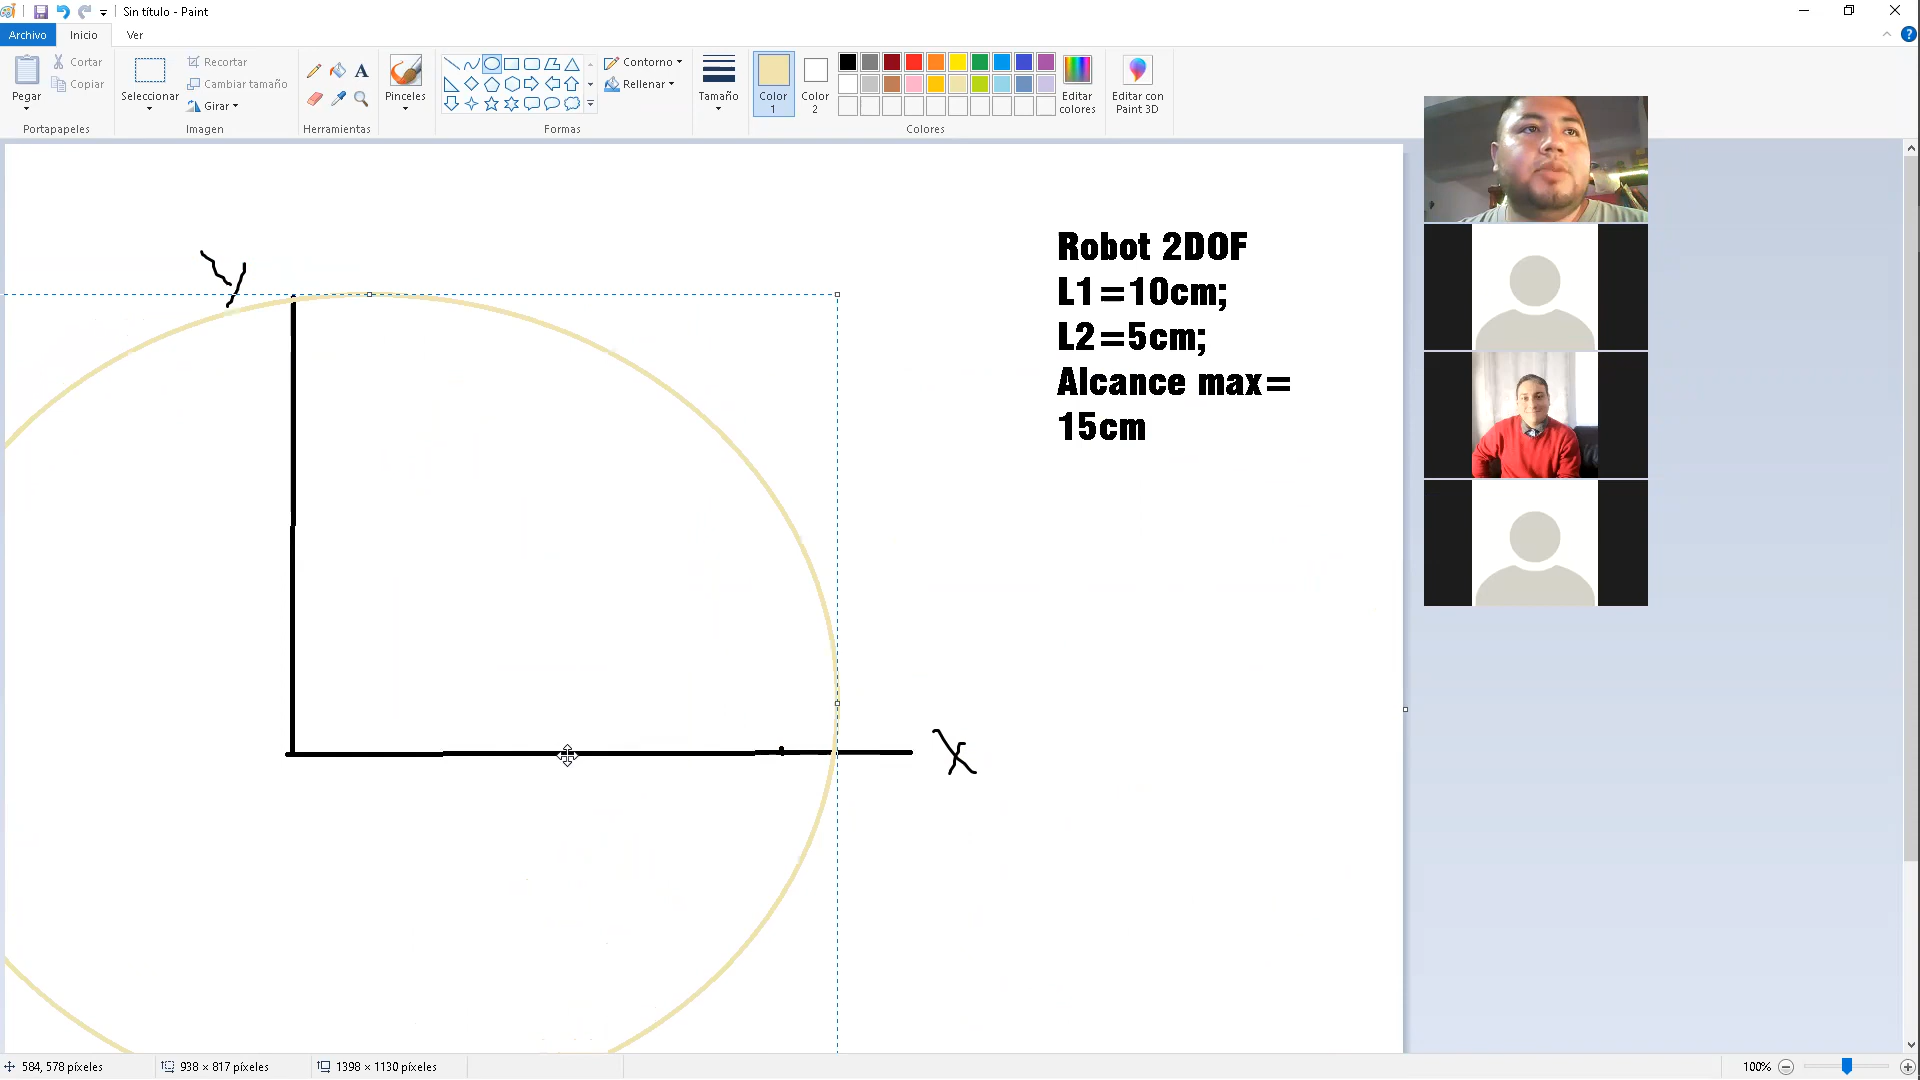 Sin título - Paint
Archivo
Inicio
Ver
Pegar
Cortar
Copiar
Portapapeles
Seleccionar
Recortar
Cambiar tamaño
Girar
Imagen
A
Herramientas
Pinceles
Contorno
Rellenar
Formas
Tamaño
Color 1
Color 2
Editar colores
Colores
Editar con Paint 3D
?
y
Robot 2DOF
L1=10cm;
L2=5cm;
Alcance max=
15cm
x
584, 578 píxeles
938 × 817 píxeles
1398 × 1130 píxeles
100%